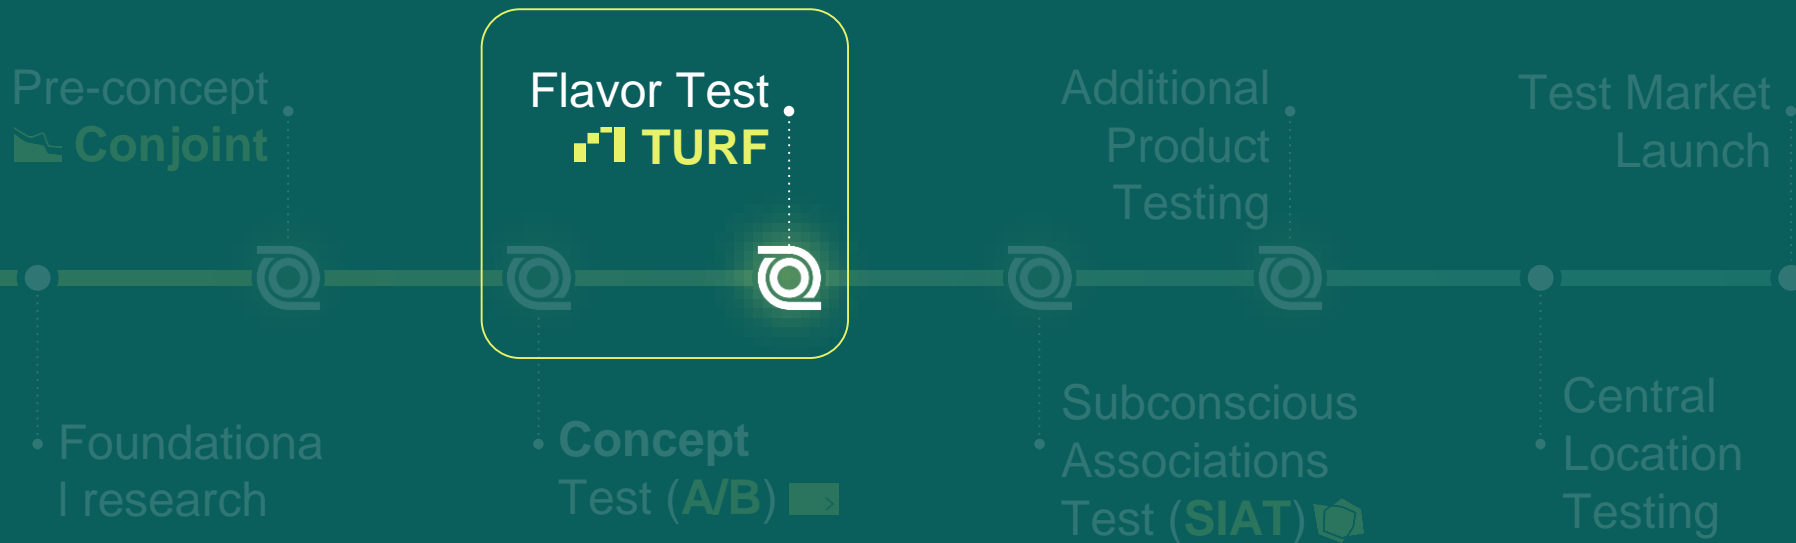 Pre-concept
Conjoint
Flavor Test
TURF
Additional
Product
Testing
Test Market
Launch
Foundationa
l research
Concept
Test (A/B)
Subconscious
Associations
Test (SIAT)
Central
Location
Testing